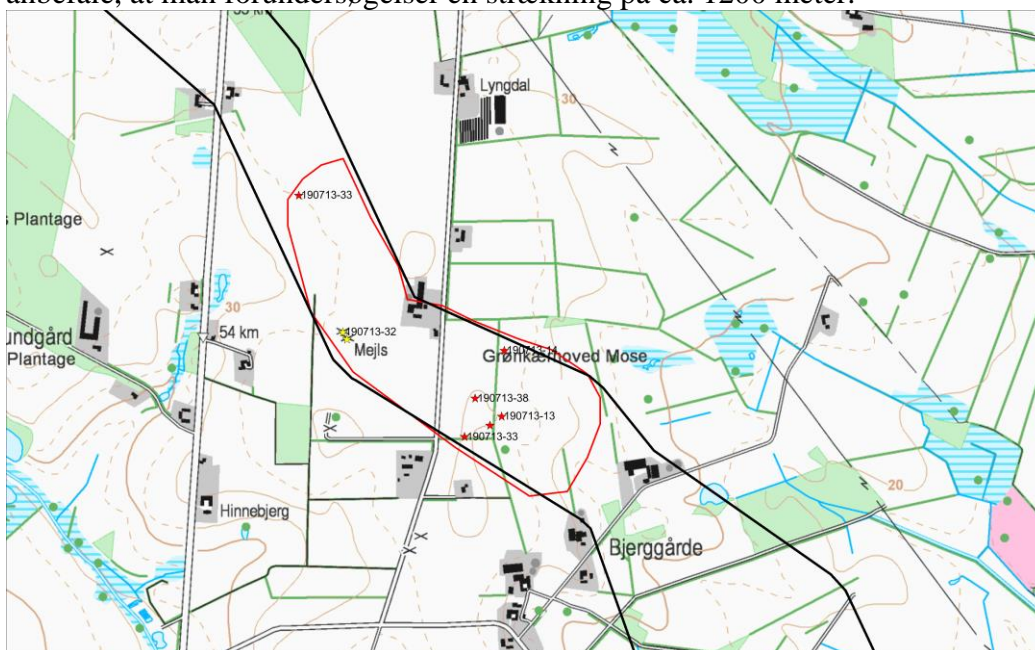 anbefale, at man forundersøgelser en strækning på ca. 1200 meter.
Lyngdal
30
190713-33
s Plantage
30
54 km
190713-32
Mejls
undgård
Plantage
Grønkærhoved Mose
190713-38
190713-13
190713-33
20
Hinnebjerg
Bjerggårde